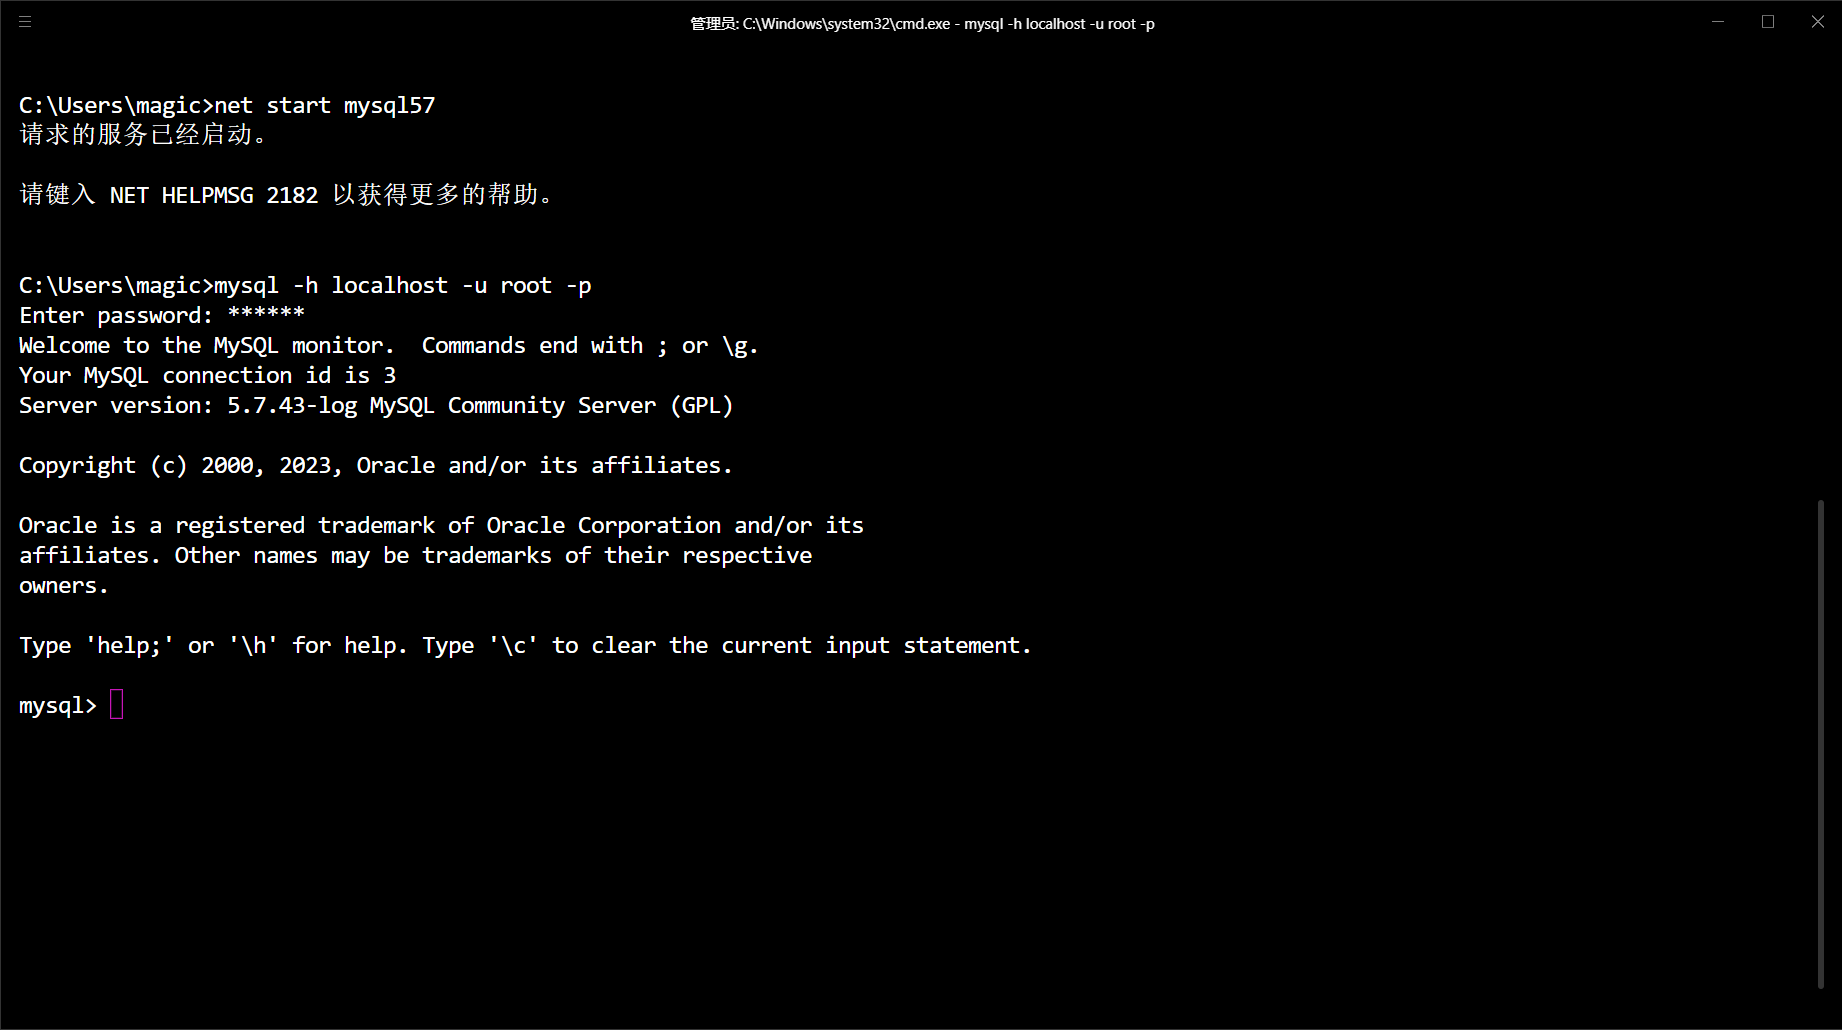 管理员: C:\Windows\system32\cmd.exe - mysql -h localhost -u root -p
C:\Users\magic>net start mysql57
请求的服务已经启动。
请键入 NET HELPMSG 2182 以获得更多的帮助。
C:\Users\magic>mysql -h localhost -u root -p
Enter password: ******
Welcome to the MySQL monitor.  Commands end with ; or \g.
Your MySQL connection id is 3
Server version: 5.7.43-log MySQL Community Server (GPL)
Copyright (c) 2000, 2023, Oracle and/or its affiliates.
Oracle is a registered trademark of Oracle Corporation and/or its
affiliates. Other names may be trademarks of their respective
owners.
Type 'help;' or '\h' for help. Type '\c' to clear the current input statement.
mysql>